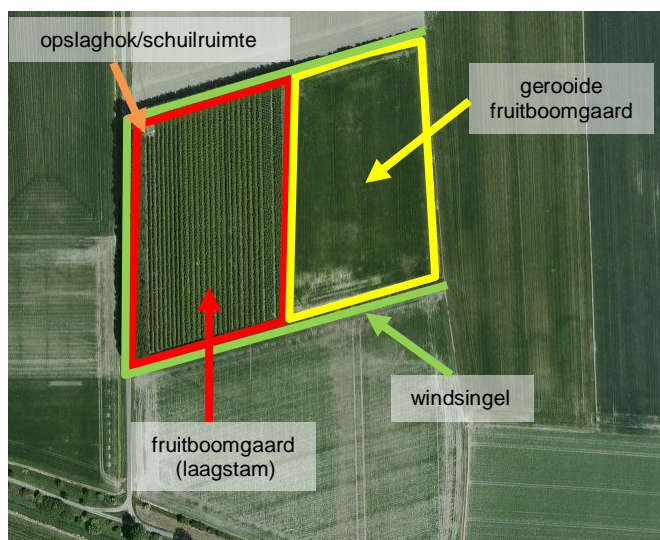 opslaghok/schuilruimte
gerooide
fruitboomgaard
windsingel
fruitboomgaard
(laagstam)